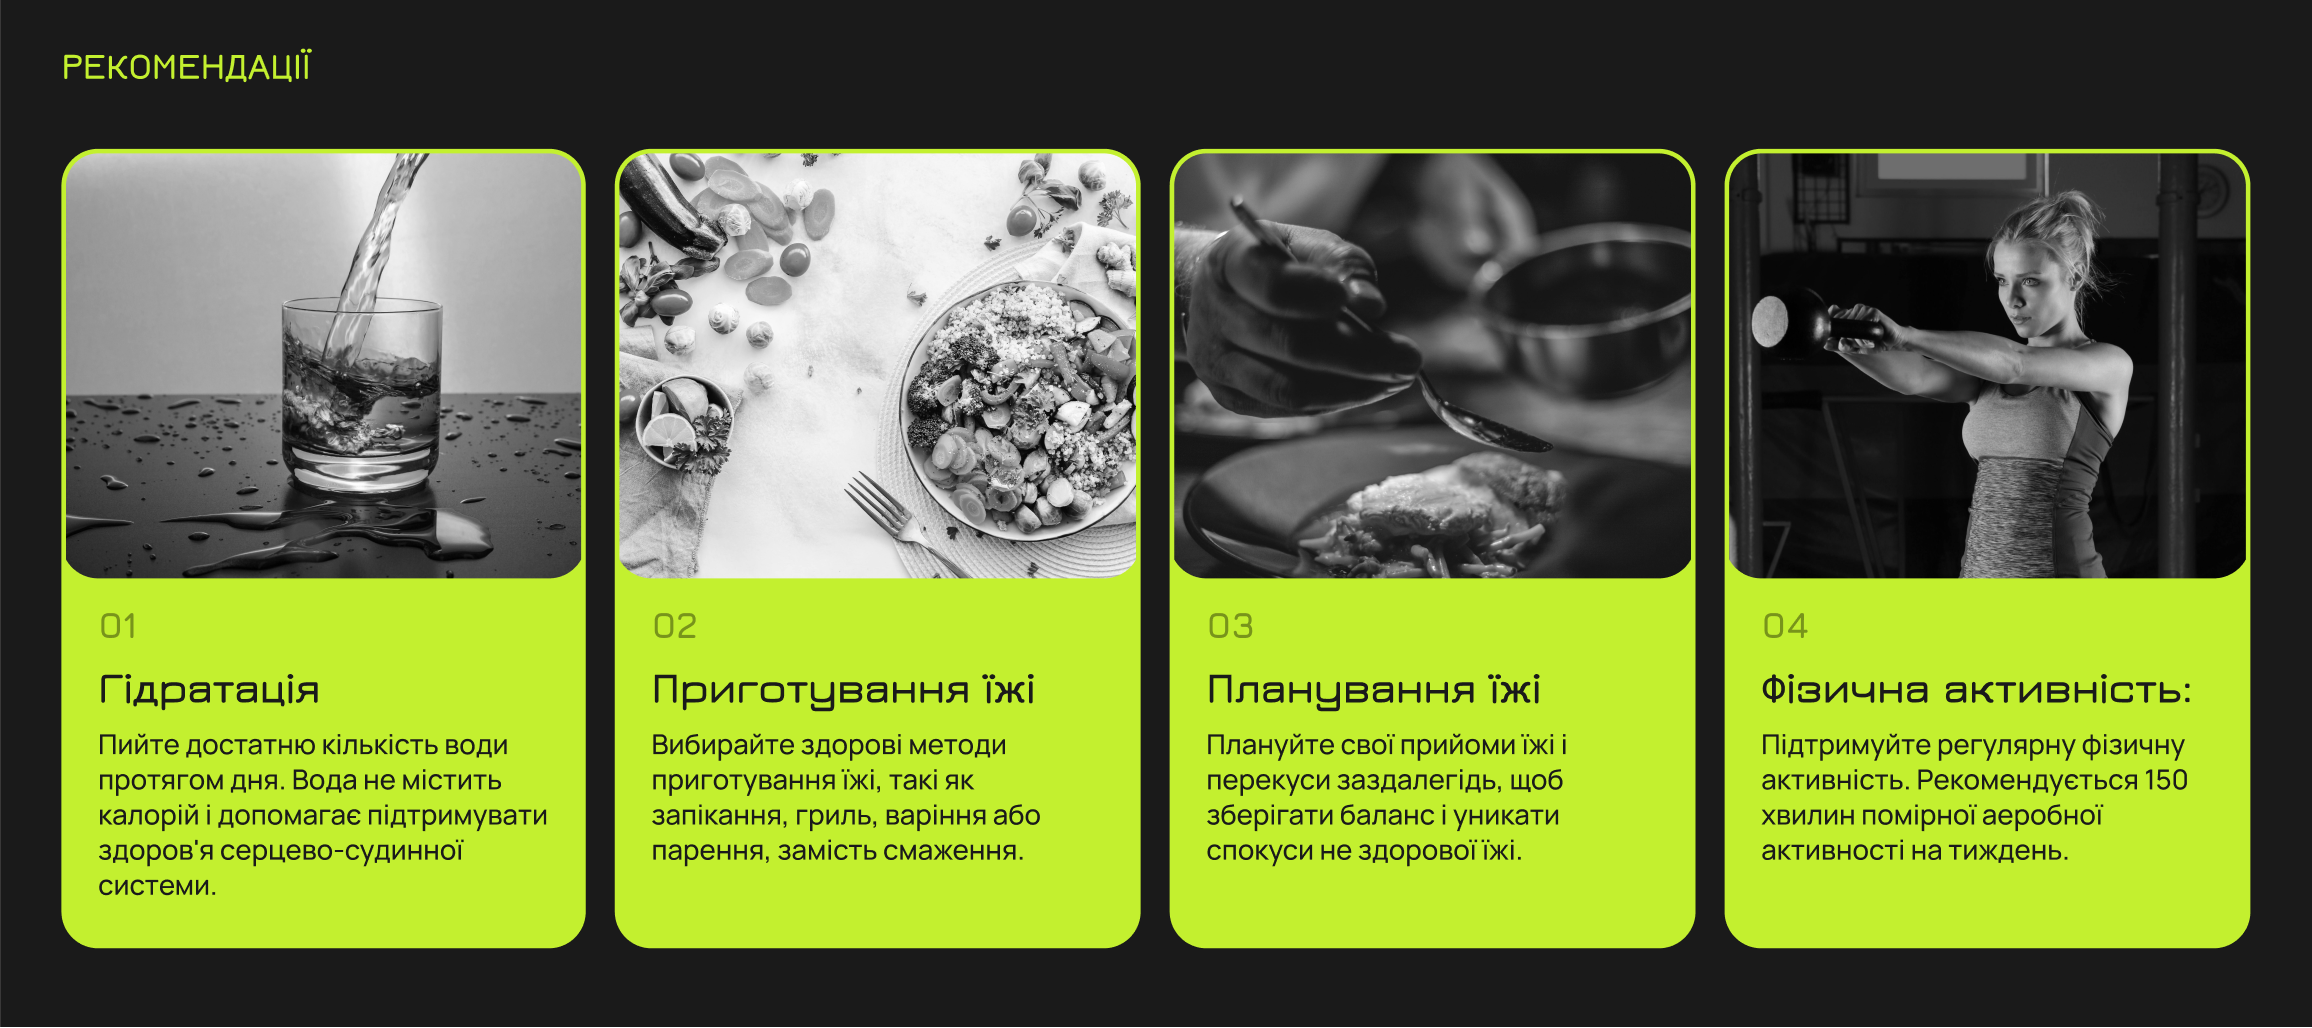 РЕКОМЕНДАЦІЇ
01
Гідратація
Пийте достатню кількість води
протягом дня. Вода не містить
калорій і допомагає підтримувати
здоров'я серцево-судинної
системи.
02
Приготування їжі
Вибирайте здорові методи
приготування їжі, такі як
запікання, гриль, варіння або
парення, замість смаження.
03
Планування їжі
Плануйте свої прийоми їжі і
перекуси заздалегідь, щоб
зберігати баланс і уникати
спокуси не здорової їжі.
04
Фізична активність:
Підтримуйте регулярну фізичну
активність. Рекомендується 150
хвилин помірної аеробної
активності на тиждень.